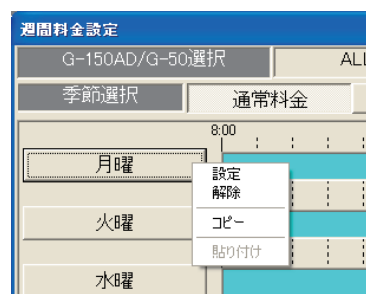 週間料金設定
G-150AD/G-50選択 ALL
季節選択 通常料金
8:00
月曜
設定
解除
コピー
貼り付け
火曜
水曜